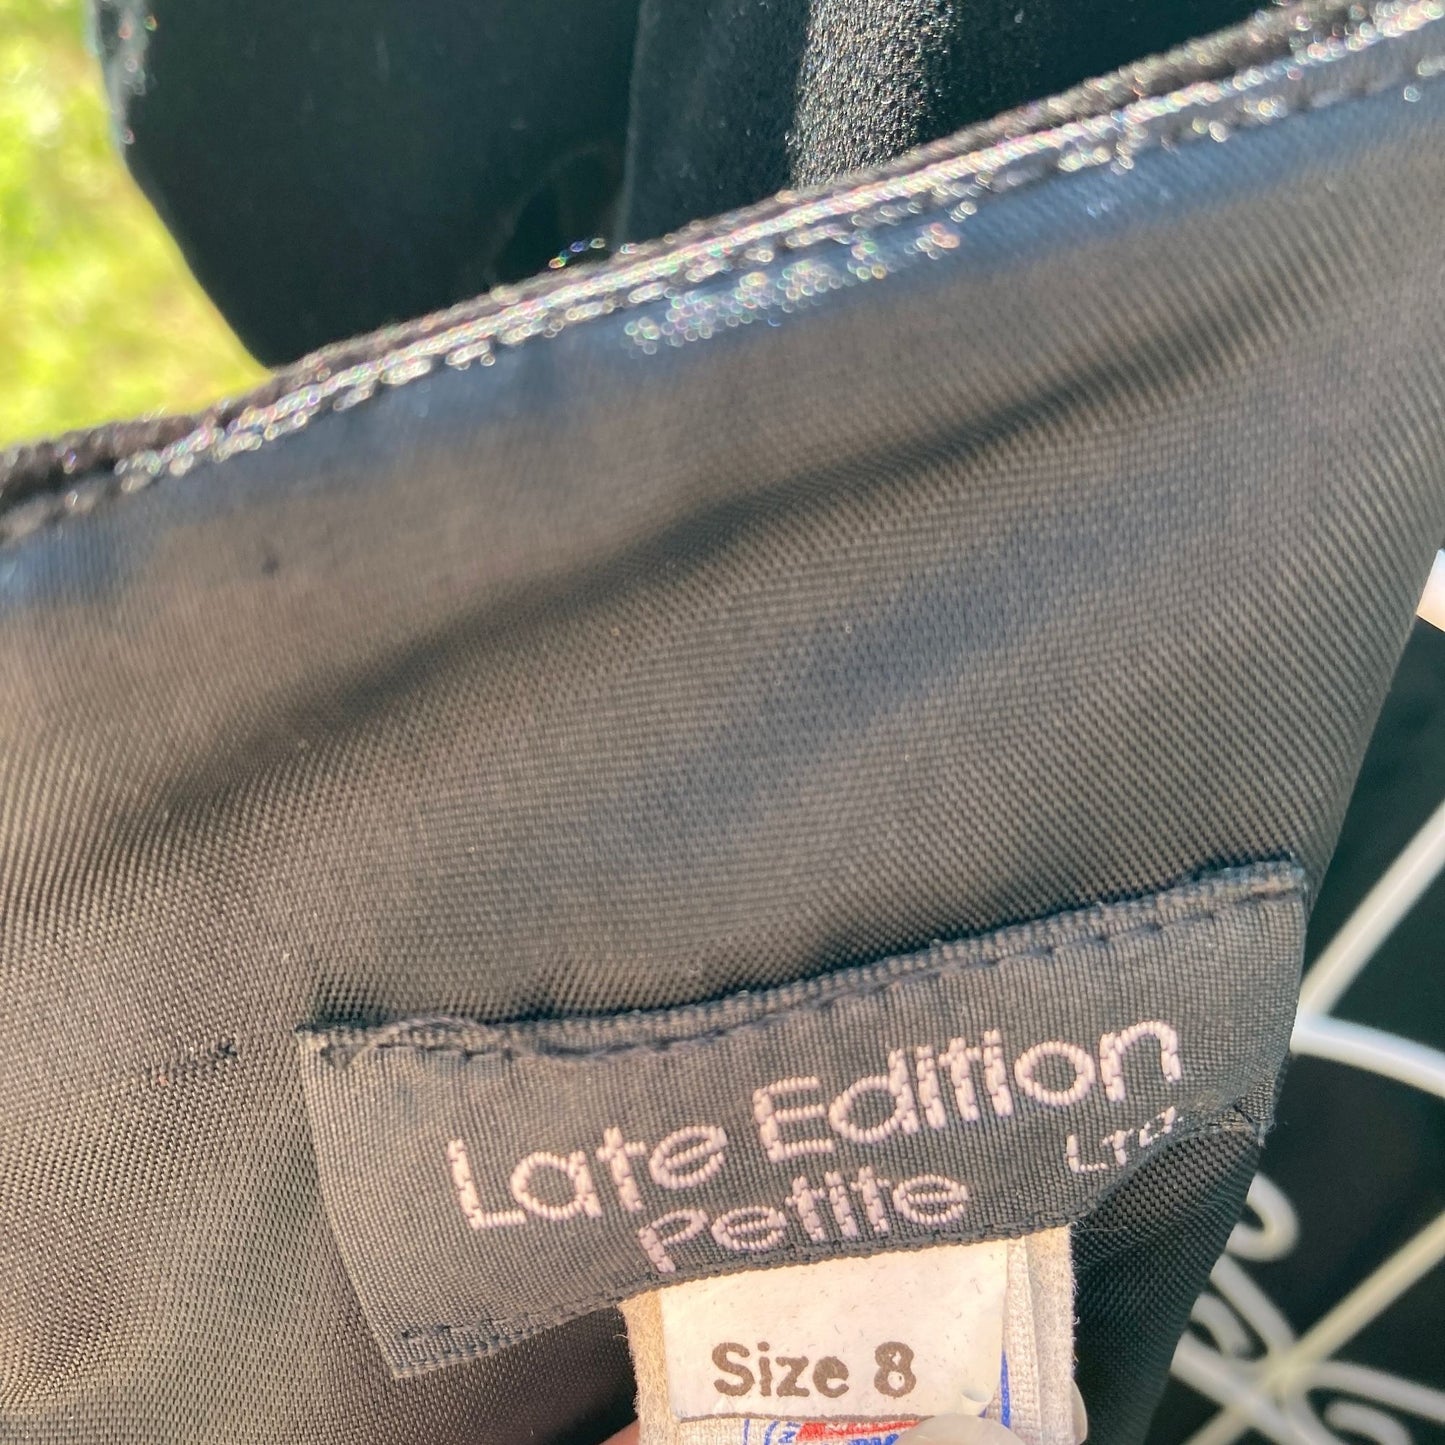 Late Edition
Petite LTD.
Size 8